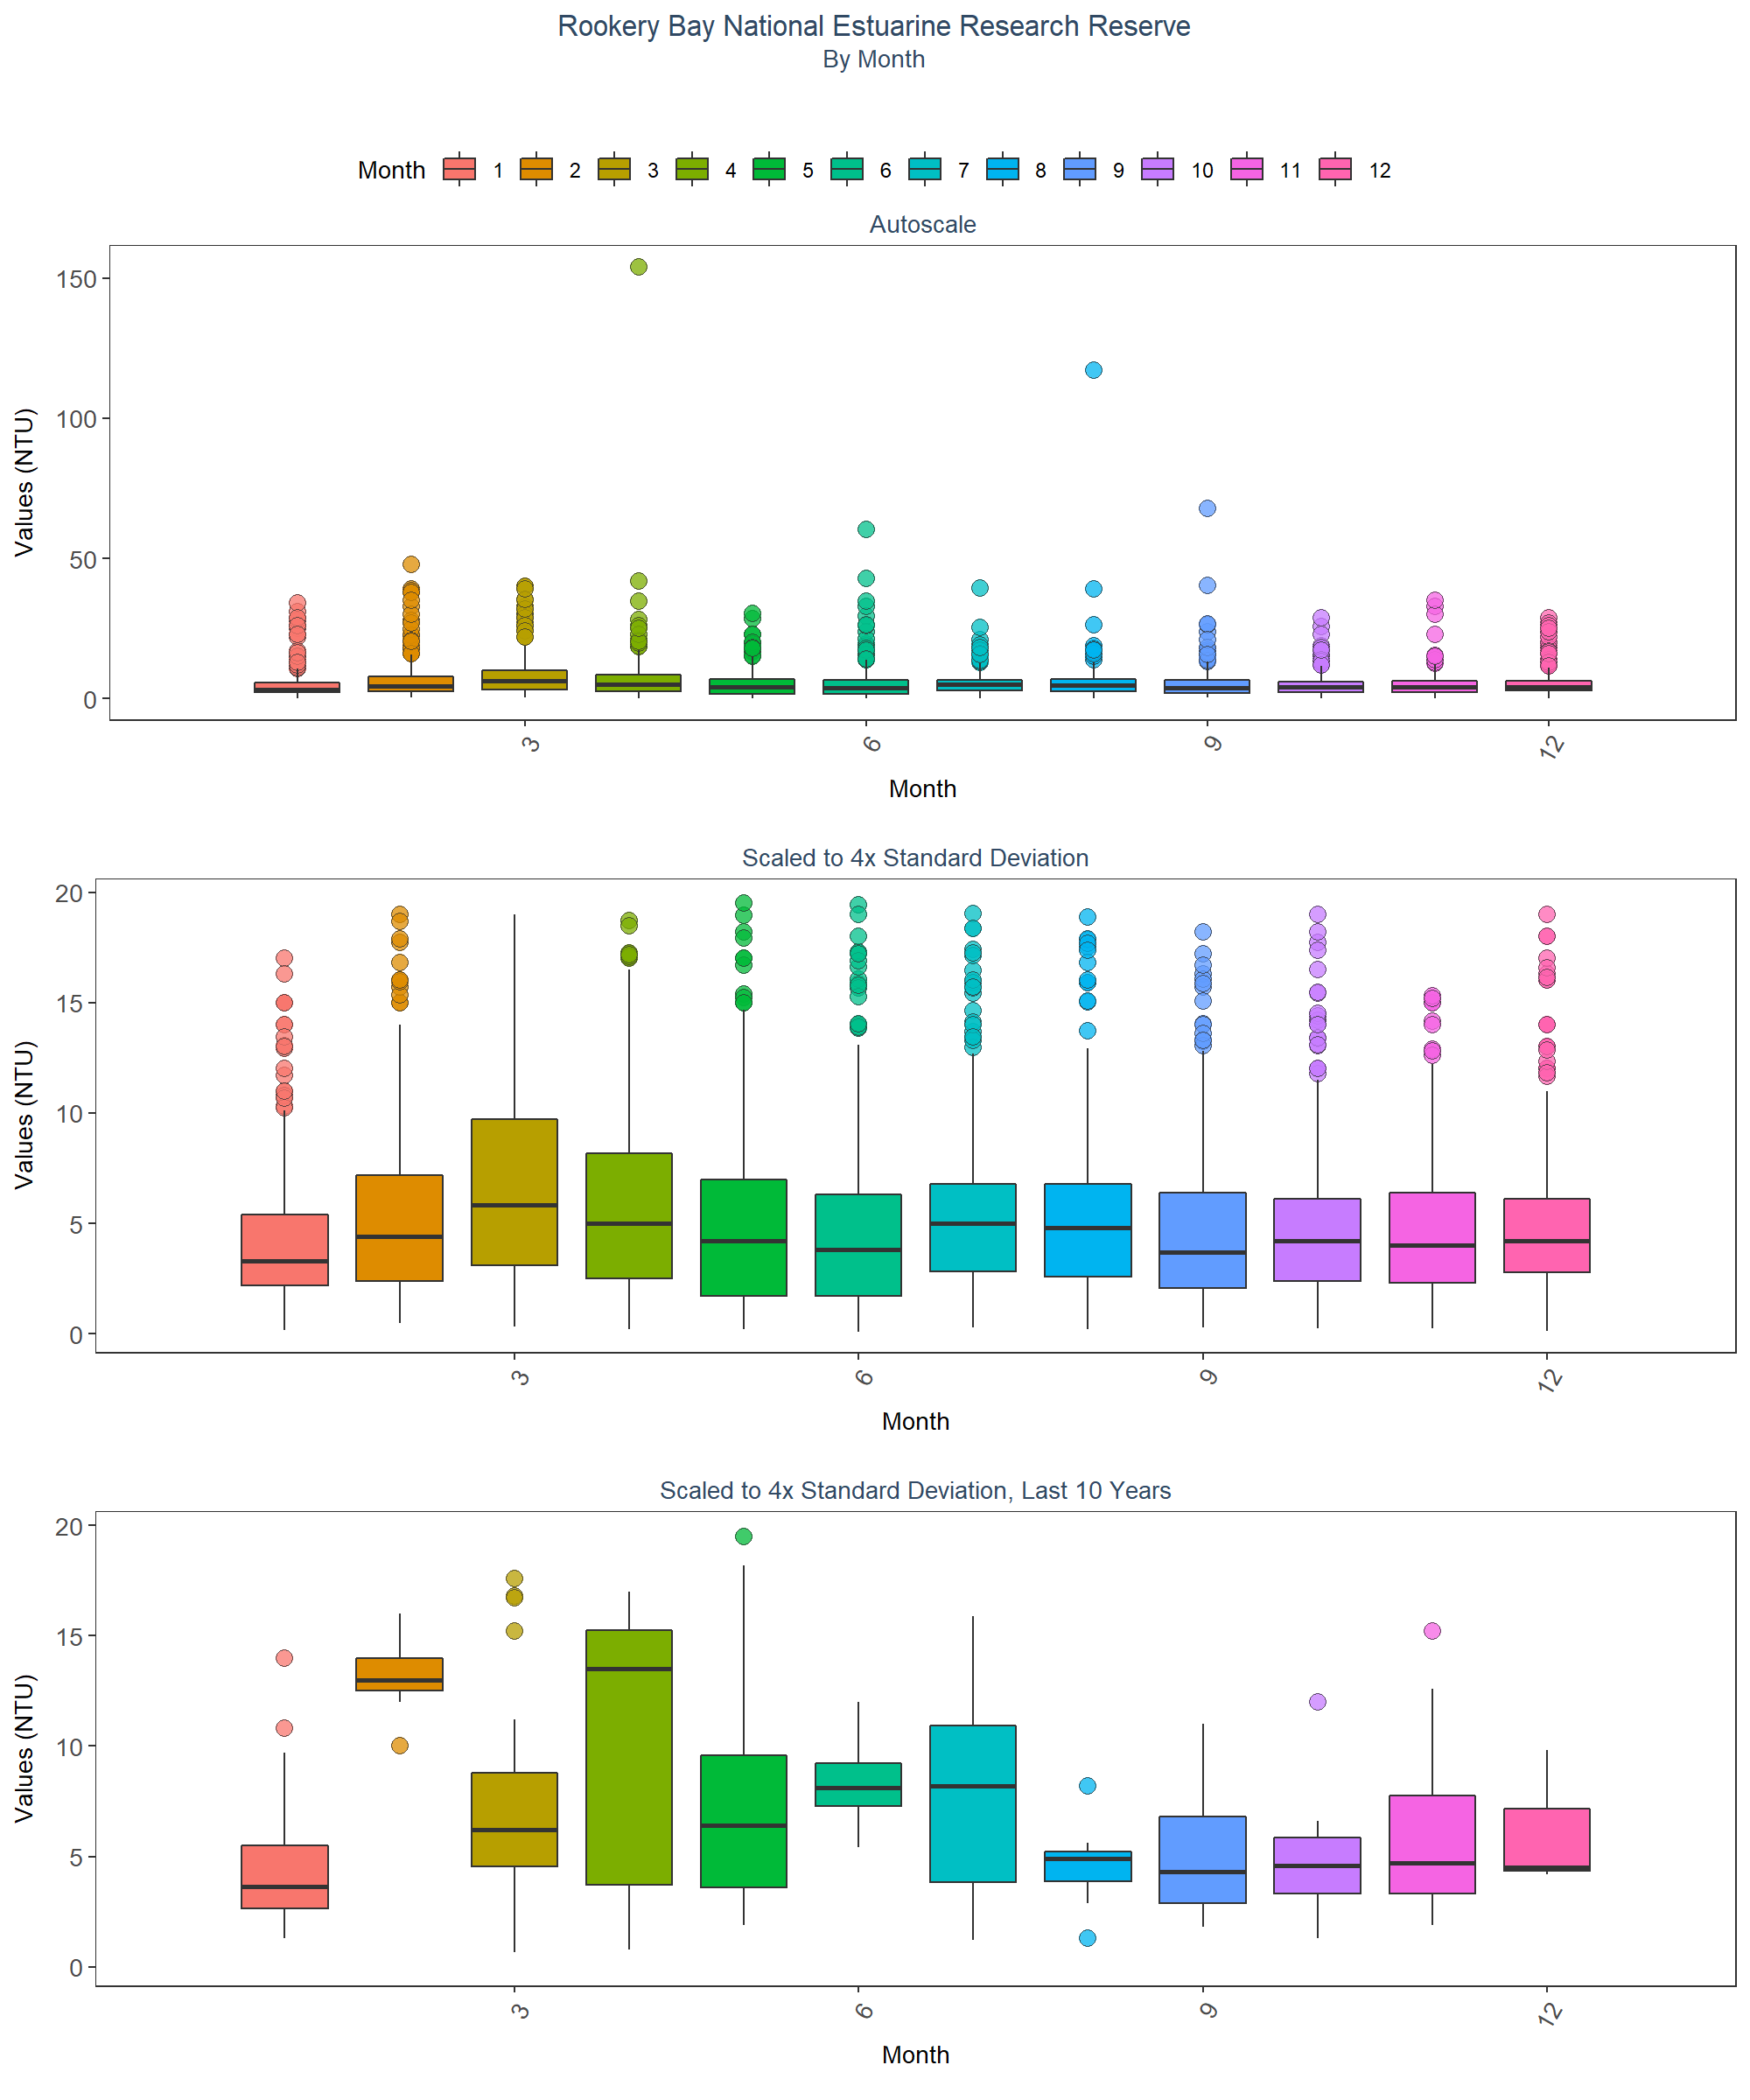 Rookery Bay National Estuarine Research Reserve
By Month
Month 1 2 3 4 5 6 7 8 9 10 11 12
Autoscale
Values (NTU)
150
100
50
0
3 6 9 12
Month
Scaled to 4x Standard Deviation
Values (NTU)
20
15
10
5
0
3 6 9 12
Month
Scaled to 4x Standard Deviation, Last 10 Years
Values (NTU)
20
15
10
5
0
3 6 9 12
Month